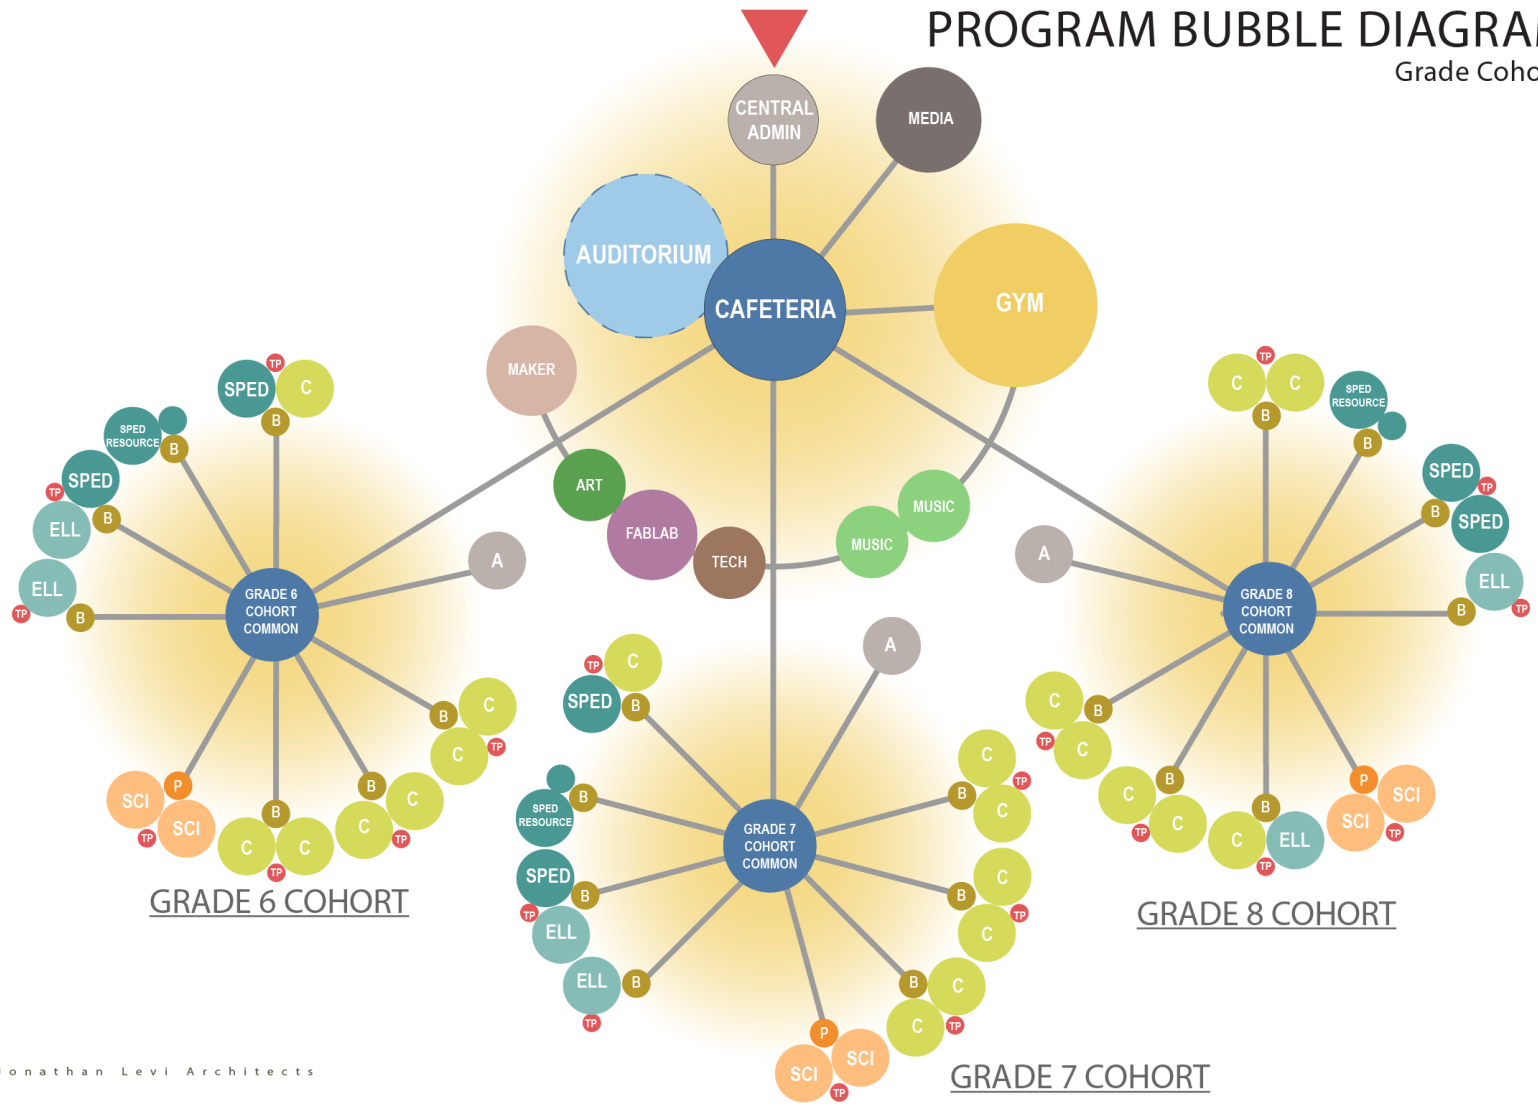 PROGRAM BUBBLE DIAGRAM
Grade Coho
CENTRAL
ADMIN
MEDIA
AUDITORIUM
CAFETERIA
GYM
MAKER
ART
FABLAB
TECH
MUSIC
MUSIC
TP
SPED
C
B
SPED
RESOURCE
B
SPED
TP
ELL
B
ELL
TP
B
A
GRADE 6
COHORT
COMMON
B
C
C
TP
B
C
C
TP
B
C
C
TP
P
SCI
SCI
TP
GRADE 6 COHORT
A
TP
C
SPED
B
B
SPED
RESOURCE
SPED
B
TP
ELL
ELL
B
TP
GRADE 7
COHORT
COMMON
C
TP
B
C
C
B
TP
C
B
C
C
TP
P
SCI
SCI
TP
GRADE 7 COHORT
TP
C
C
B
SPED
RESOURCE
B
SPED
TP
B
SPED
ELL
B
TP
A
GRADE 8
COHORT
COMMON
C
B
TP
C
B
C
TP
C
B
C
ELL
TP
P
SCI
SCI
TP
GRADE 8 COHORT
Jonathan Levi Architects